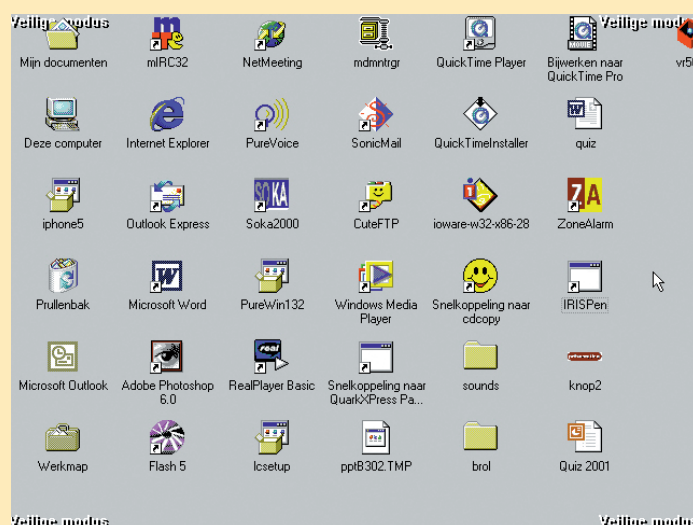 Veilige modus Veilige modus
Mijn documenten mIRC32 NetMeeting mdmntrgr QuickTime Player Bijwerken naar
QuickTime Pro
Deze computer Internet Explorer PureVoice SonicMail QuickTimeInstaller quiz
SOKA ZA
iphone5 Outlook Express Soka2000 CuteFTP ioware-w32-x86-28 ZoneAlarm
Prullenbak Microsoft Word PureWin132 Windows Media
Player Snelkoppeling naar
cdcopy IRISPen
real
Microsoft Outlook Adobe Photoshop
6.0 RealPlayer Basic Snelkoppeling naar
QuarkXPress Pa... sounds knop2
Werkmap Flash 5 Icsetup pptB302.TMP brol Quiz 2001
Veilige modus Veilige modus